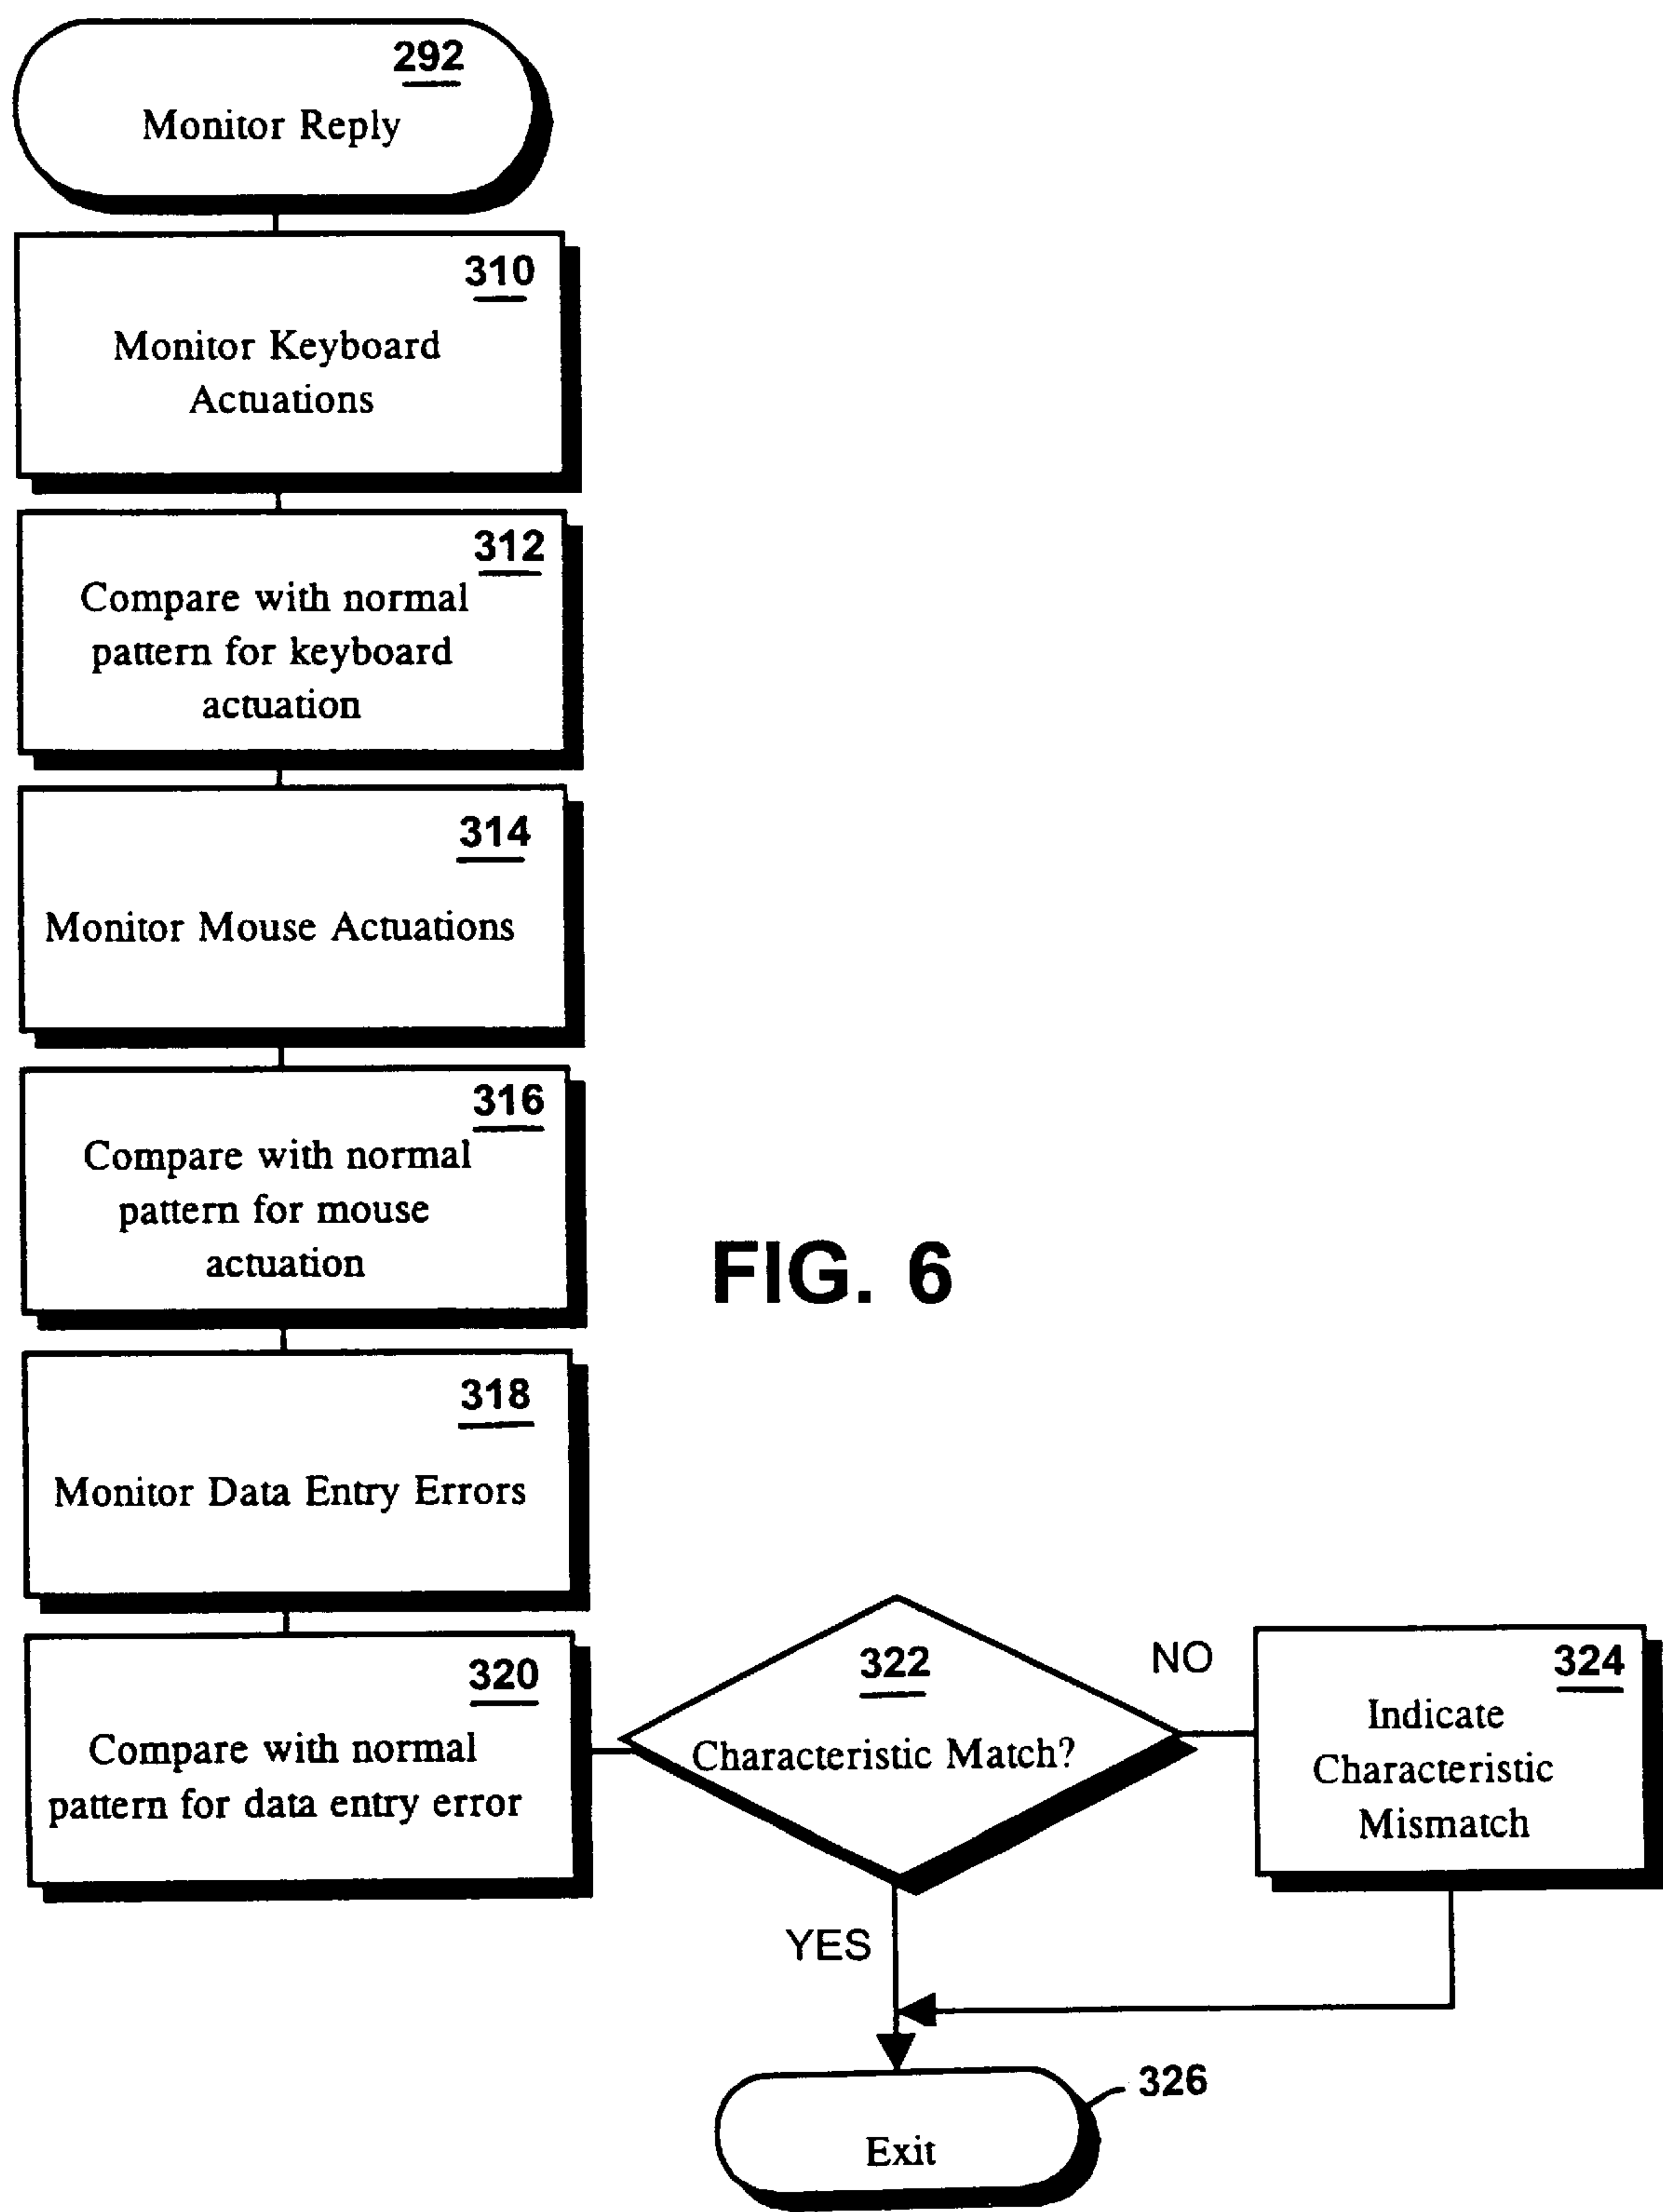 292
Monitor Reply
310
Monitor Keyboard
Actuations
312
Compare with normal
pattern for keyboard
actuation
314
Monitor Mouse Actuations
316
Compare with normal
pattern for mouse
actuation
FIG. 6
318
Monitor Data Entry Errors
320
Compare with normal
pattern for data entry error
322
Characteristic Match?
NO
324
Indicate
Characteristic
Mismatch
YES
326
Exit